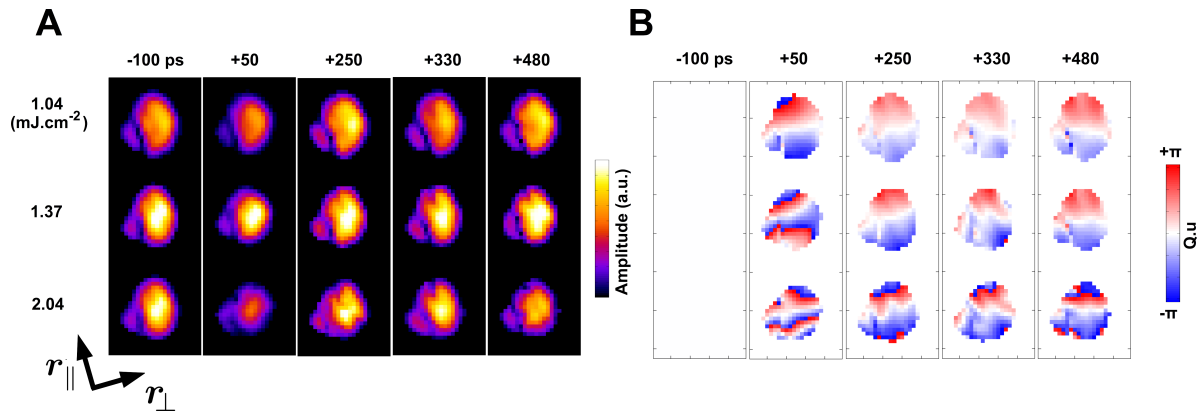 A
B
-100 ps +50 +250 +330 +480
-100 ps +50 +250 +330 +480
1.04
(mJ.cm⁻²)
1.37
2.04
Amplitude (a.u.)
+π
Q.u
-π
r∥
r⊥